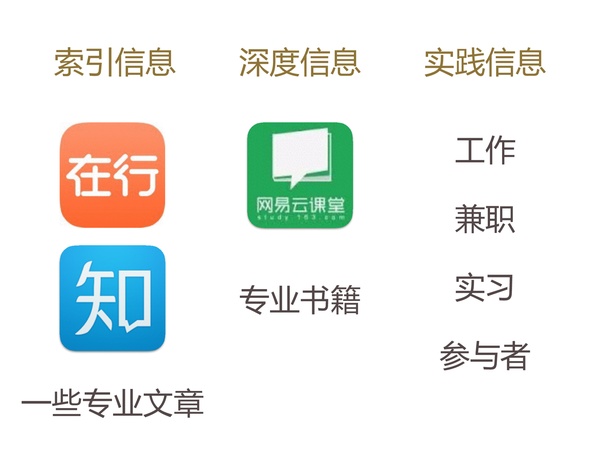 索引信息
深度信息
实践信息
在行
知
一些专业文章
网易云课堂
study.163.com
专业书籍
工作
兼职
实习
参与者